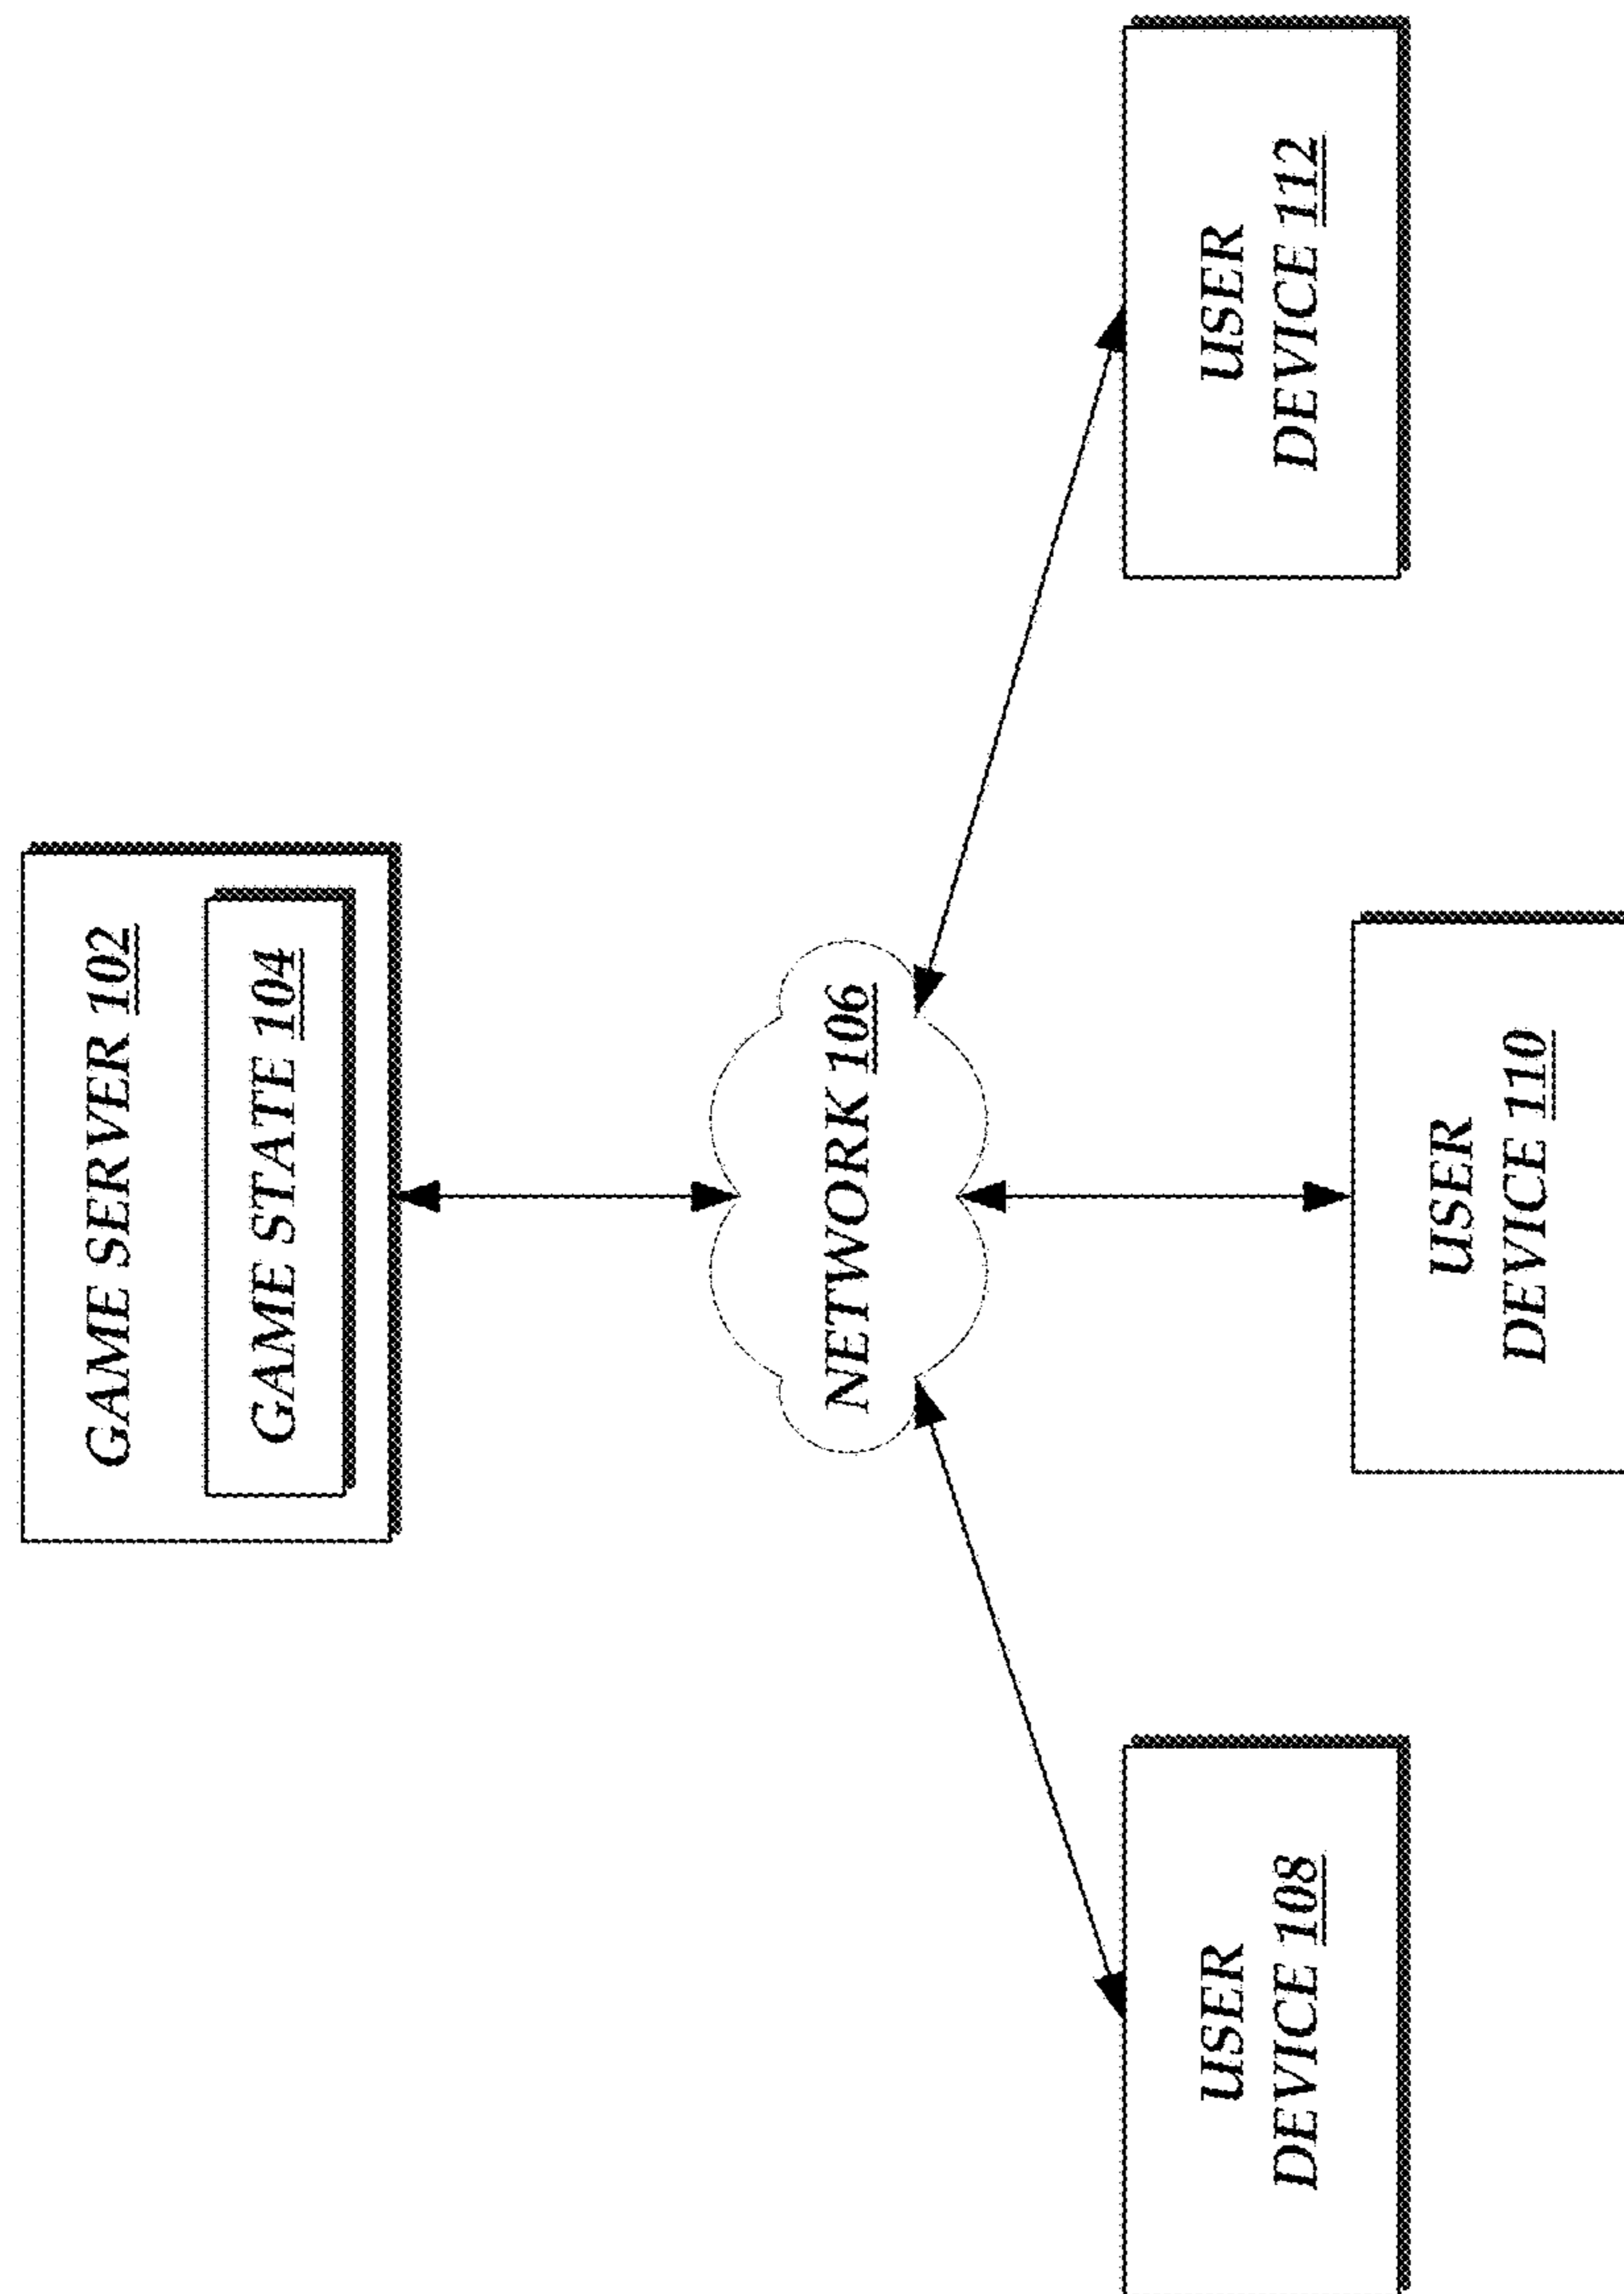 GAME SERVER 102
GAME STATE 104
NETWORK 106
USER
DEVICE 108
USER
DEVICE 110
USER
DEVICE 112